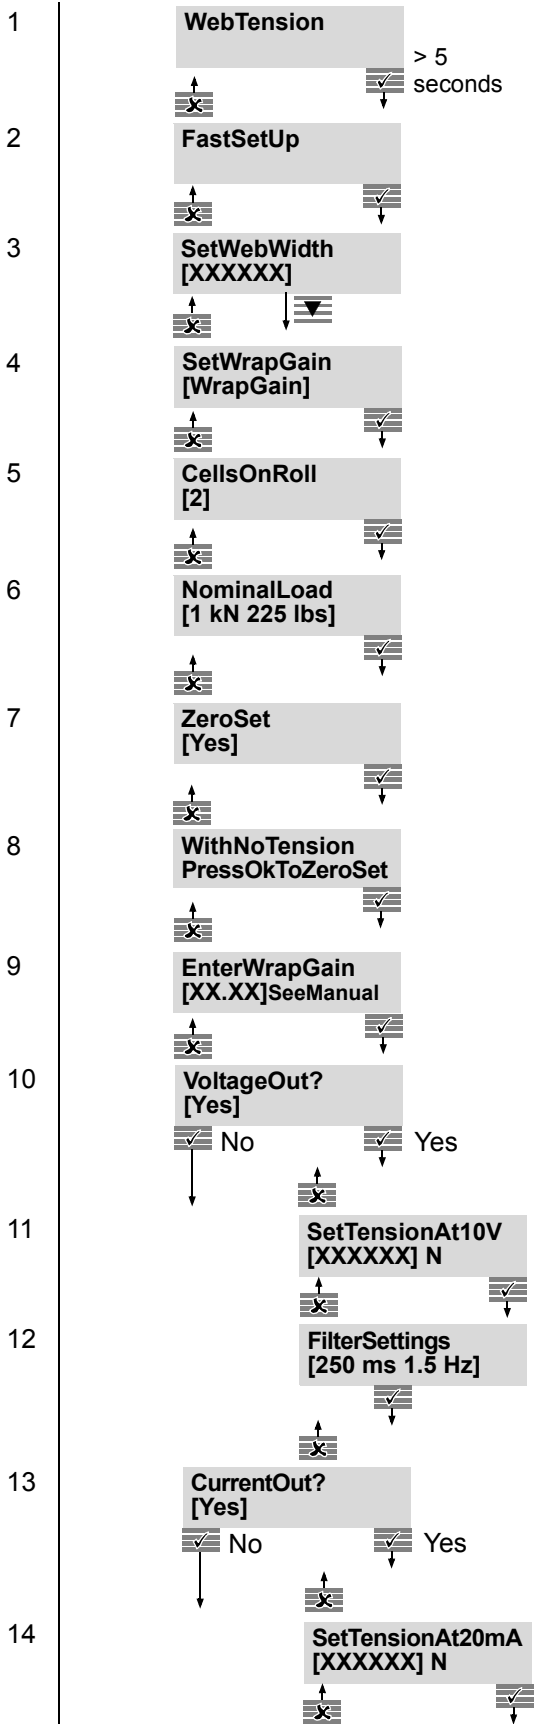 1
WebTension
> 5
seconds
2
FastSetUp
3
SetWebWidth
[XXXXXX]
4
SetWrapGain
[WrapGain]
5
CellsOnRoll
[2]
6
NominalLoad
[1 kN 225 lbs]
7
ZeroSet
[Yes]
8
WithNoTension
PressOkToZeroSet
9
EnterWrapGain
[XX.XX]SeeManual
10
VoltageOut?
[Yes]
No Yes
11
SetTensionAt10V
[XXXXXX] N
12
FilterSettings
[250 ms 1.5 Hz]
13
CurrentOut?
[Yes]
No Yes
14
SetTensionAt20mA
[XXXXXX] N